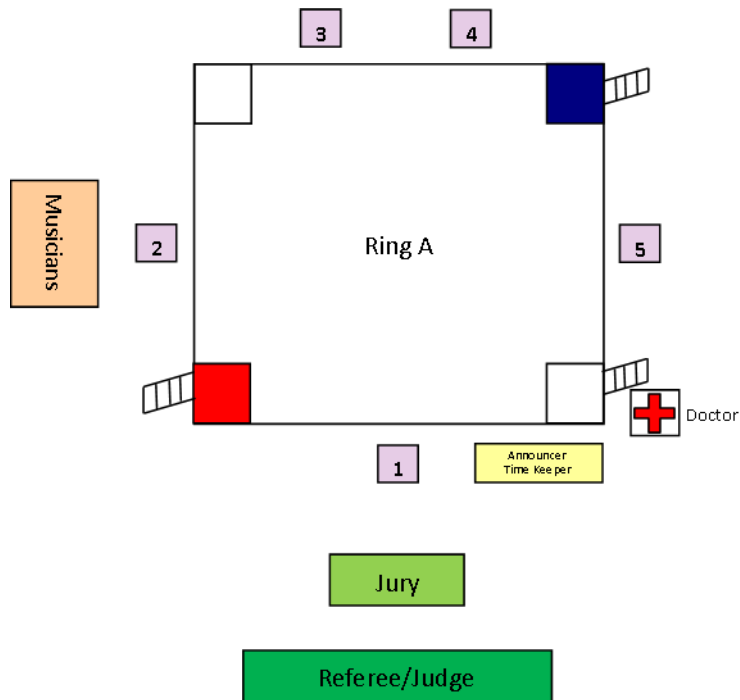 3
4
Musicians
2
Ring A
5
Doctor
1
Announcer
Time Keeper
Jury
Referee/Judge